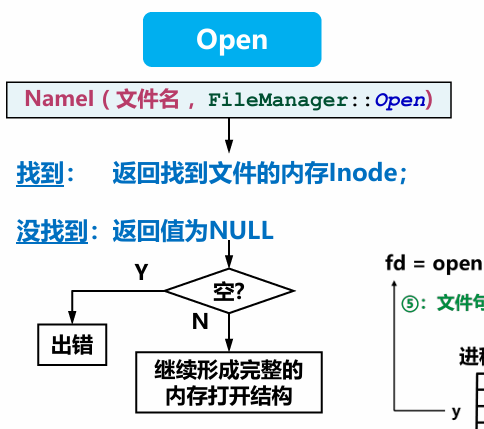 Open
NameI（文件名， FileManager::Open)
找到： 返回找到文件的内存Inode；
没找到：返回值为NULL
Y
空?
N
出错
继续形成完整的
内存打开结构
fd = open
⑤：文件句
进程
y